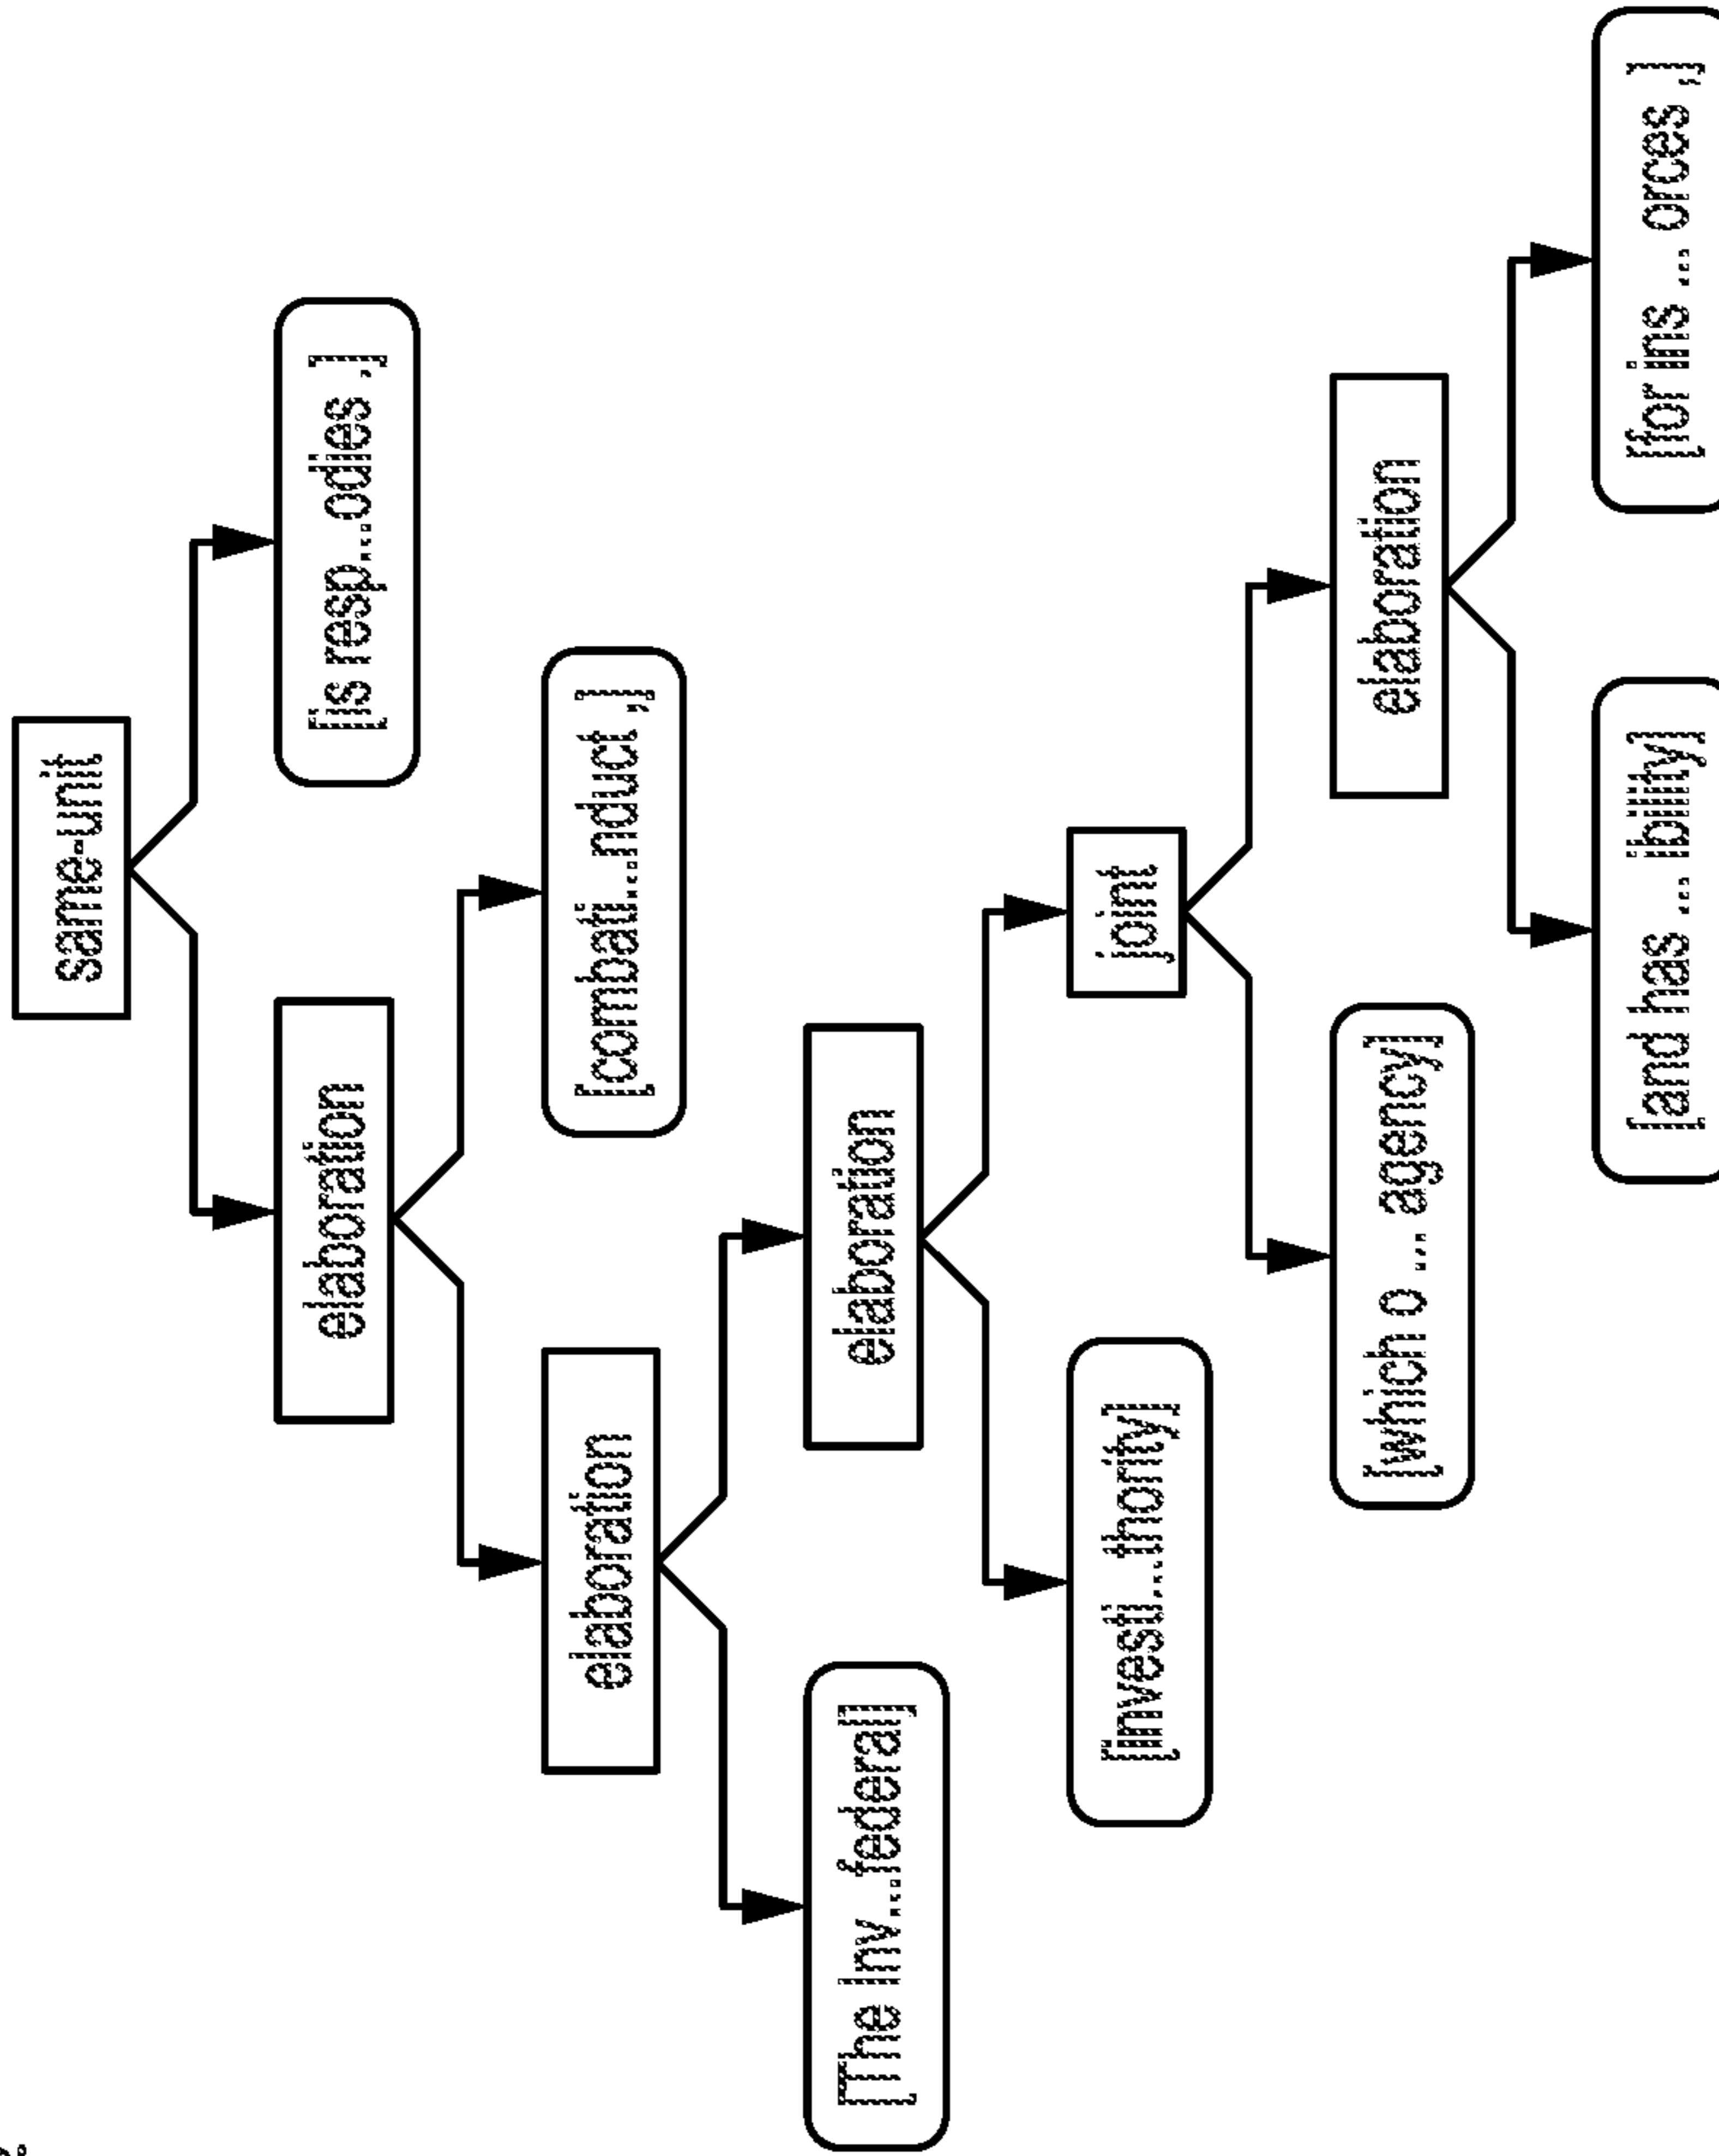 same-unit
elaboration
[is resp...odies ,]
elaboration
[combati...nduct ,]
[The Inv...federal]
elaboration
[investi...thority]
joint
[which o ... agency]
elaboration
[and has ... ibility]
[for ins ... orces ,]